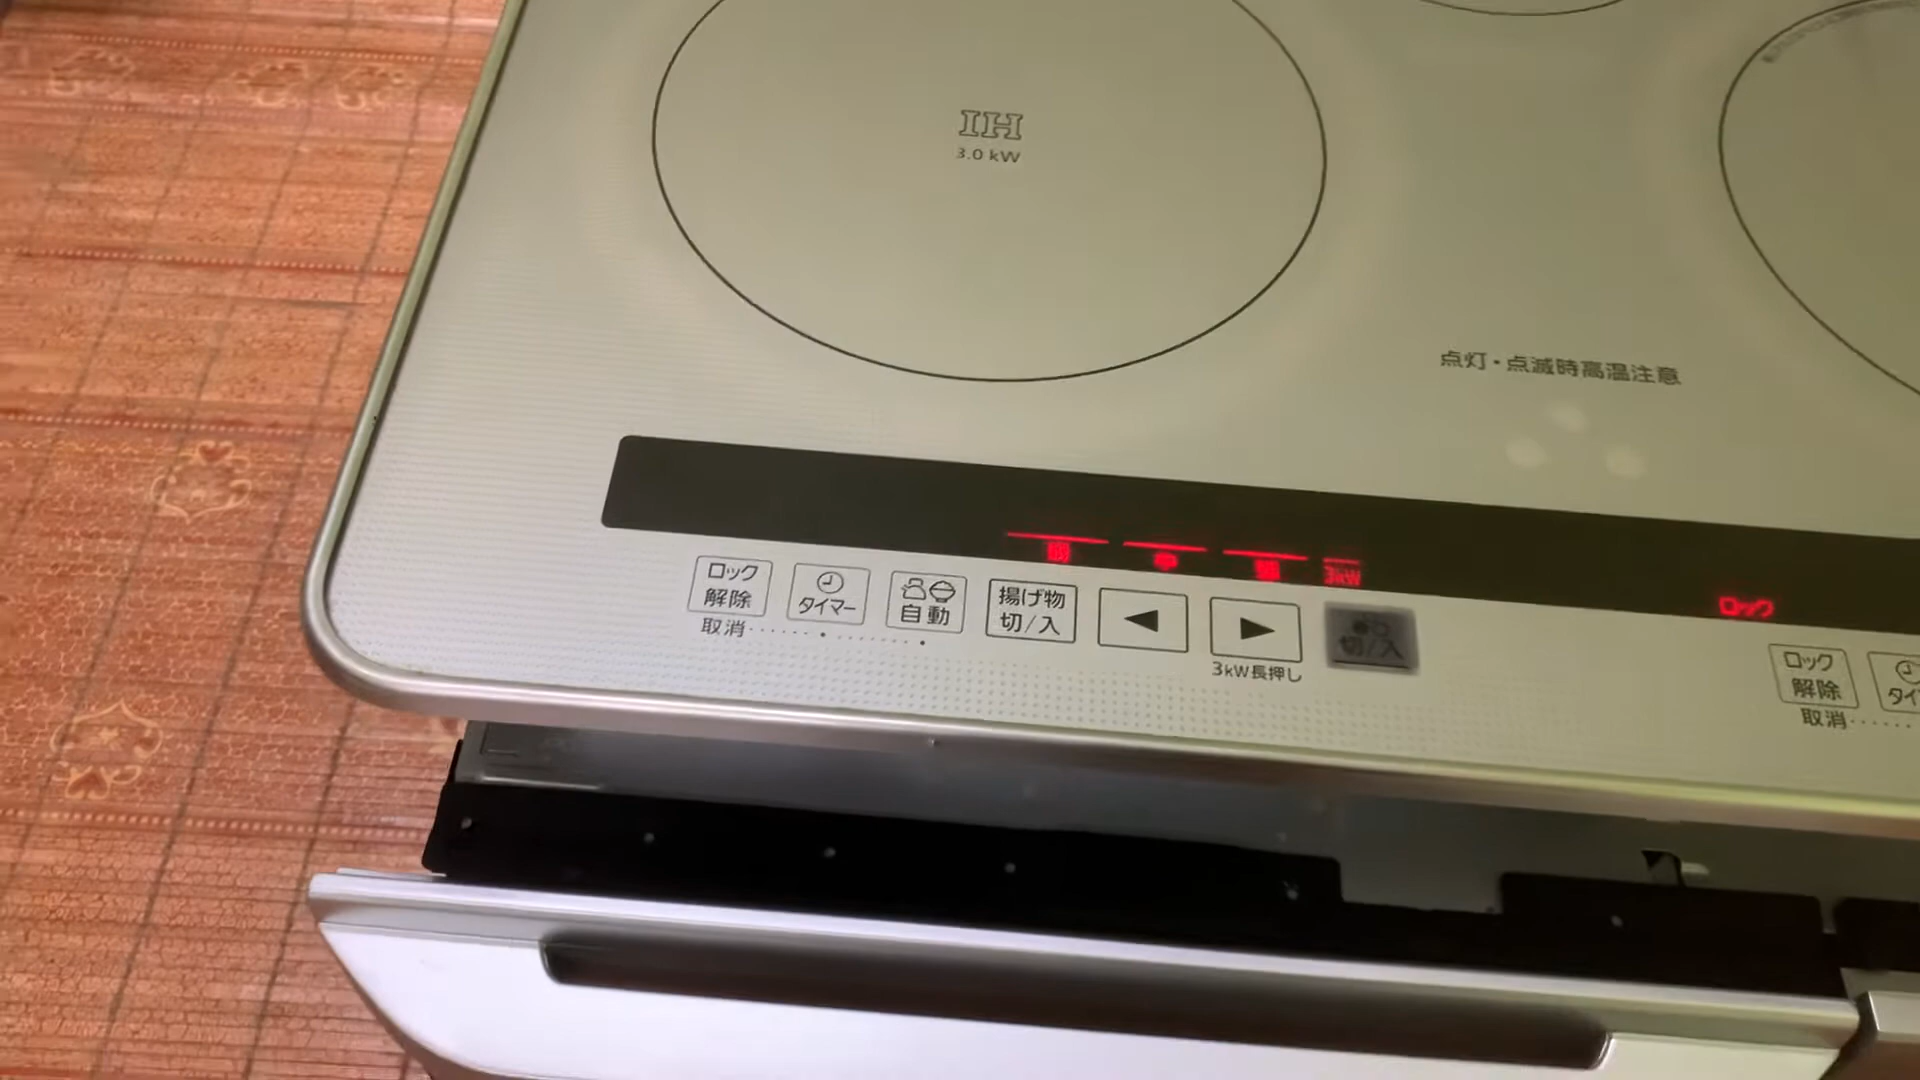 IH
3.0 kW
点灯・点滅時高温注意
弱 中 強 3kW
ロック
ロック
解除
取消
タイマー
自動
揚げ物
切/入
◀
▶
3kW長押し
切/入
ロック
解除
取消